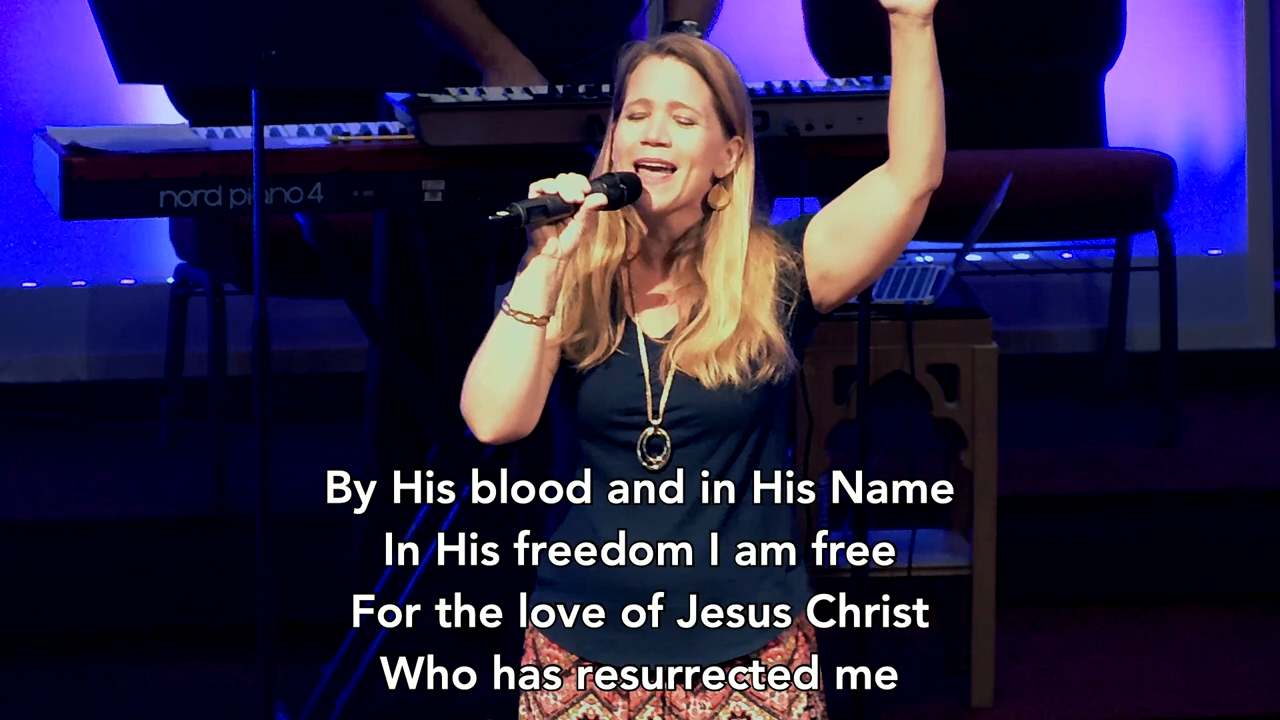 nord piano 4
By His blood and in His Name
In His freedom I am free
For the love of Jesus Christ
Who has resurrected me